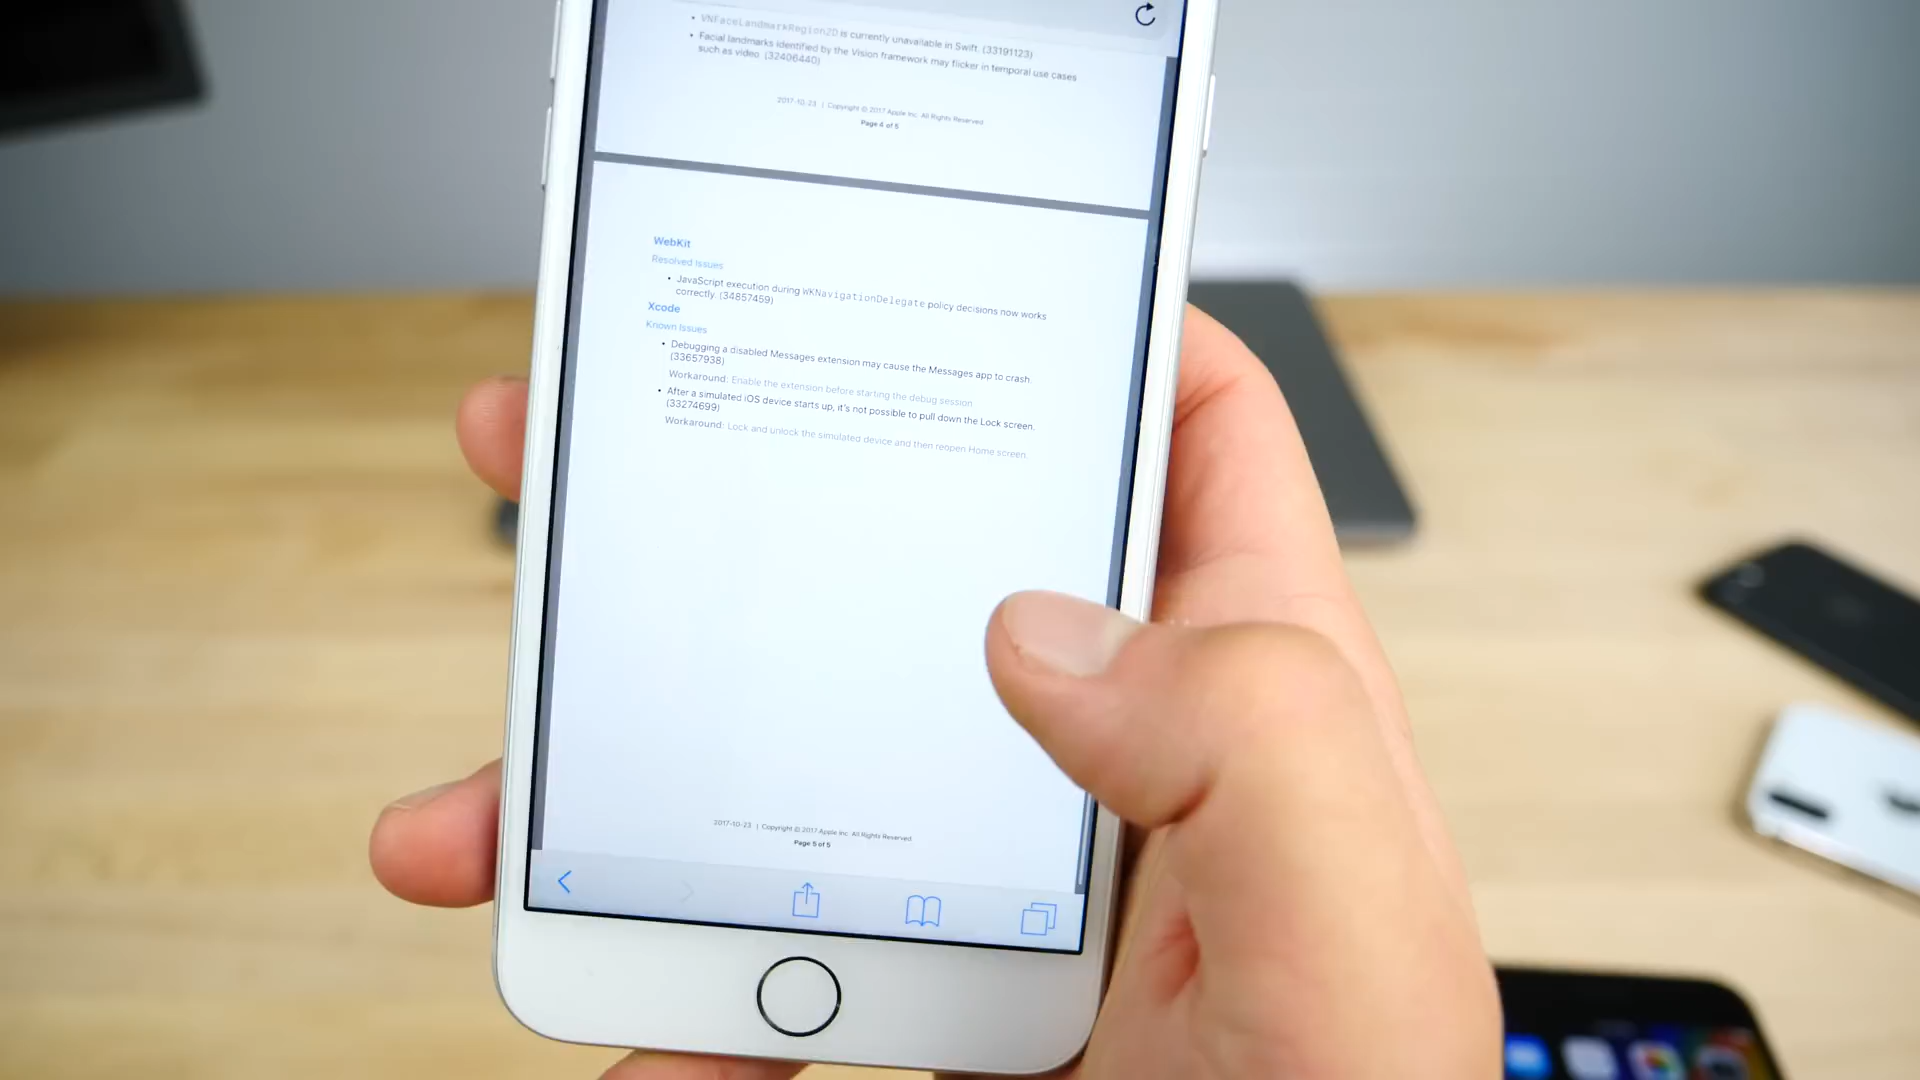 • VNFaceLandmarkRegion2D is currently unavailable in Swift. (33191123)
• Facial landmarks identified by the Vision framework may flicker in temporal use cases
such as video. (32406440)
2017-10-23 | Copyright © 2017 Apple Inc. All Rights Reserved.
Page 4 of 5
WebKit
Resolved Issues
• JavaScript execution during WKNavigationDelegate policy decisions now works
correctly. (34857459)
Xcode
Known Issues
• Debugging a disabled Messages extension may cause the Messages app to crash.
(33657938)
Workaround: Enable the extension before starting the debug session
• After a simulated iOS device starts up, it's not possible to pull down the Lock screen.
(33274699)
Workaround: Lock and unlock the simulated device and then reopen Home screen.
2017-10-23 | Copyright © 2017 Apple Inc. All Rights Reserved.
Page 5 of 5